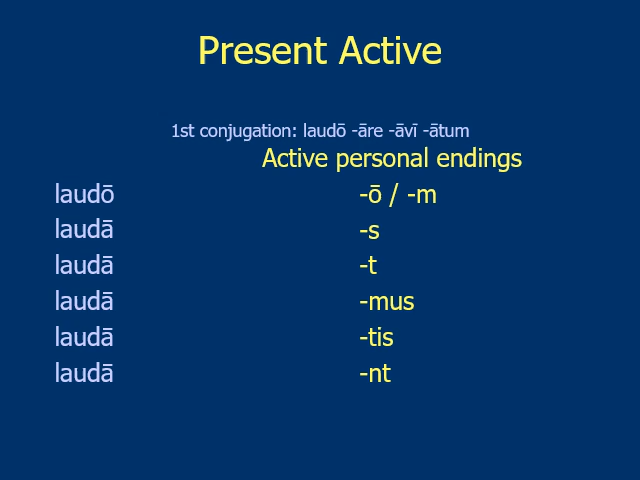 Present Active
1st conjugation: laudō -āre -āvī -ātum
Active personal endings
laudō -ō / -m
laudā -s
laudā -t
laudā -mus
laudā -tis
laudā -nt